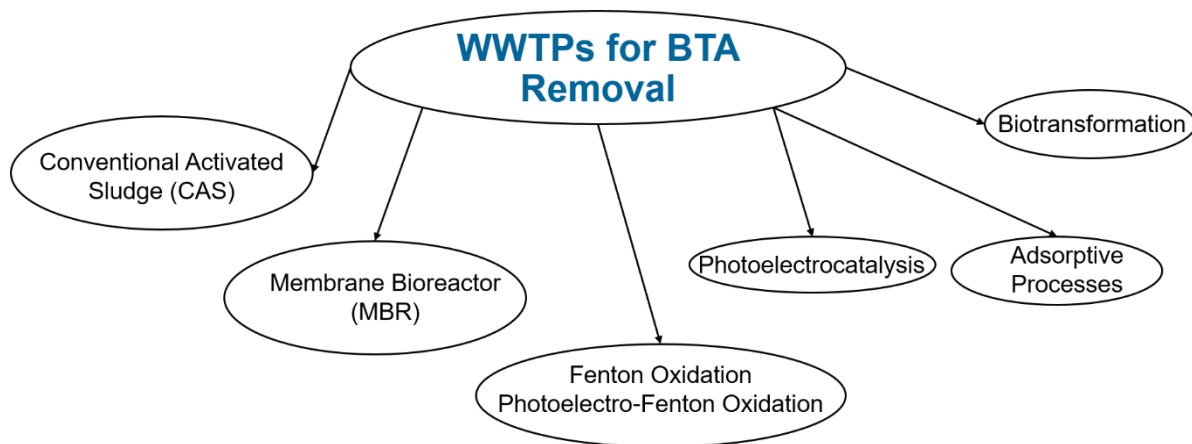 WWTPs for BTA
Removal
Biotransformation
Conventional Activated
Sludge (CAS)
Membrane Bioreactor
(MBR)
Photoelectrocatalysis
Adsorptive
Processes
Fenton Oxidation
Photoelectro-Fenton Oxidation